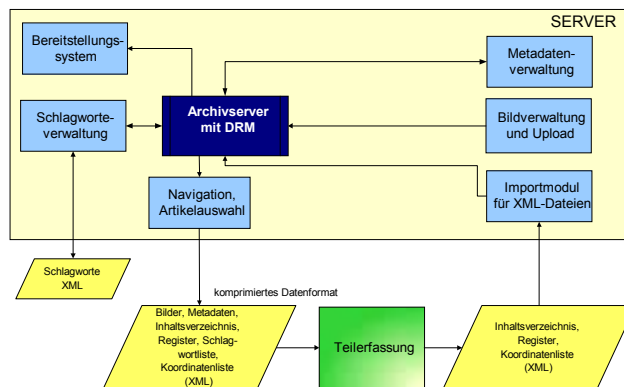 SERVER
Bereitstellungs-
system
Metadaten-
verwaltung
Archivserver
mit DRM
Schlagworte-
verwaltung
Bildverwaltung
und Upload
Navigation,
Artikelauswahl
Importmodul
für XML-Dateien
Schlagworte
XML
komprimiertes Datenformat
Bilder, Metadaten,
Inhaltsverzeichnis,
Register, Schlag-
wortliste,
Koordinatenliste
(XML)
Teilerfassung
Inhaltsverzeichnis,
Register,
Koordinatenliste
(XML)